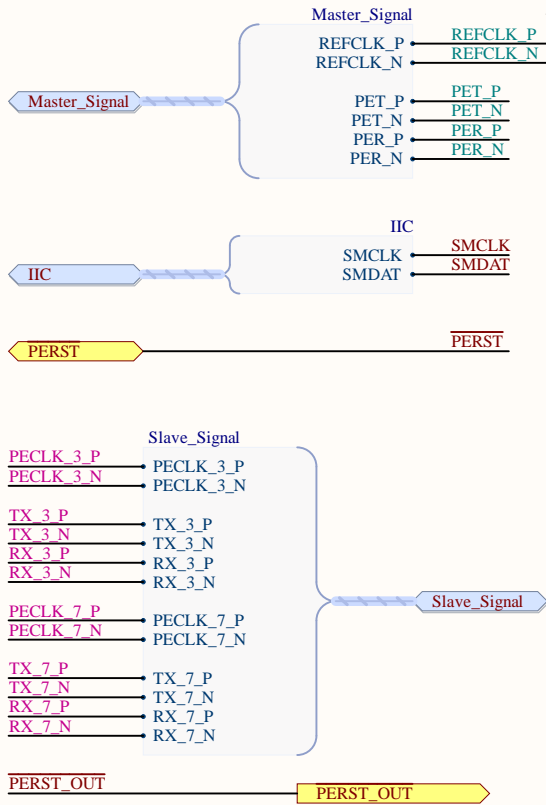 Master_Signal
REFCLK_P REFCLK_P
REFCLK_N REFCLK_N
Master_Signal
PET_P PET_P
PET_N PET_N
PER_P PER_P
PER_N PER_N
IIC
SMCLK SMCLK
IIC SMDAT SMDAT
PERST PERST
Slave_Signal
PECLK_3_P PECLK_3_P
PECLK_3_N PECLK_3_N
TX_3_P TX_3_P
TX_3_N TX_3_N
RX_3_P RX_3_P
RX_3_N RX_3_N
Slave_Signal
PECLK_7_P PECLK_7_P
PECLK_7_N PECLK_7_N
TX_7_P TX_7_P
TX_7_N TX_7_N
RX_7_P RX_7_P
RX_7_N RX_7_N
PERST_OUT PERST_OUT